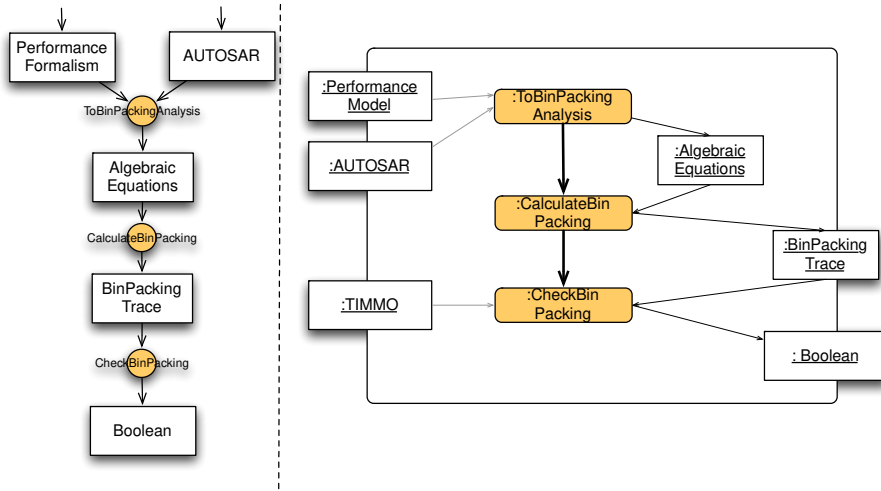 Performance
Formalism
AUTOSAR
ToBinPackingAnalysis
Algebraic
Equations
CalculateBinPacking
BinPacking
Trace
CheckBinPacking
Boolean
:Performance
Model
:AUTOSAR
:TIMMO
:ToBinPacking
Analysis
:Algebraic
Equations
:CalculateBin
Packing
:BinPacking
Trace
:CheckBin
Packing
: Boolean